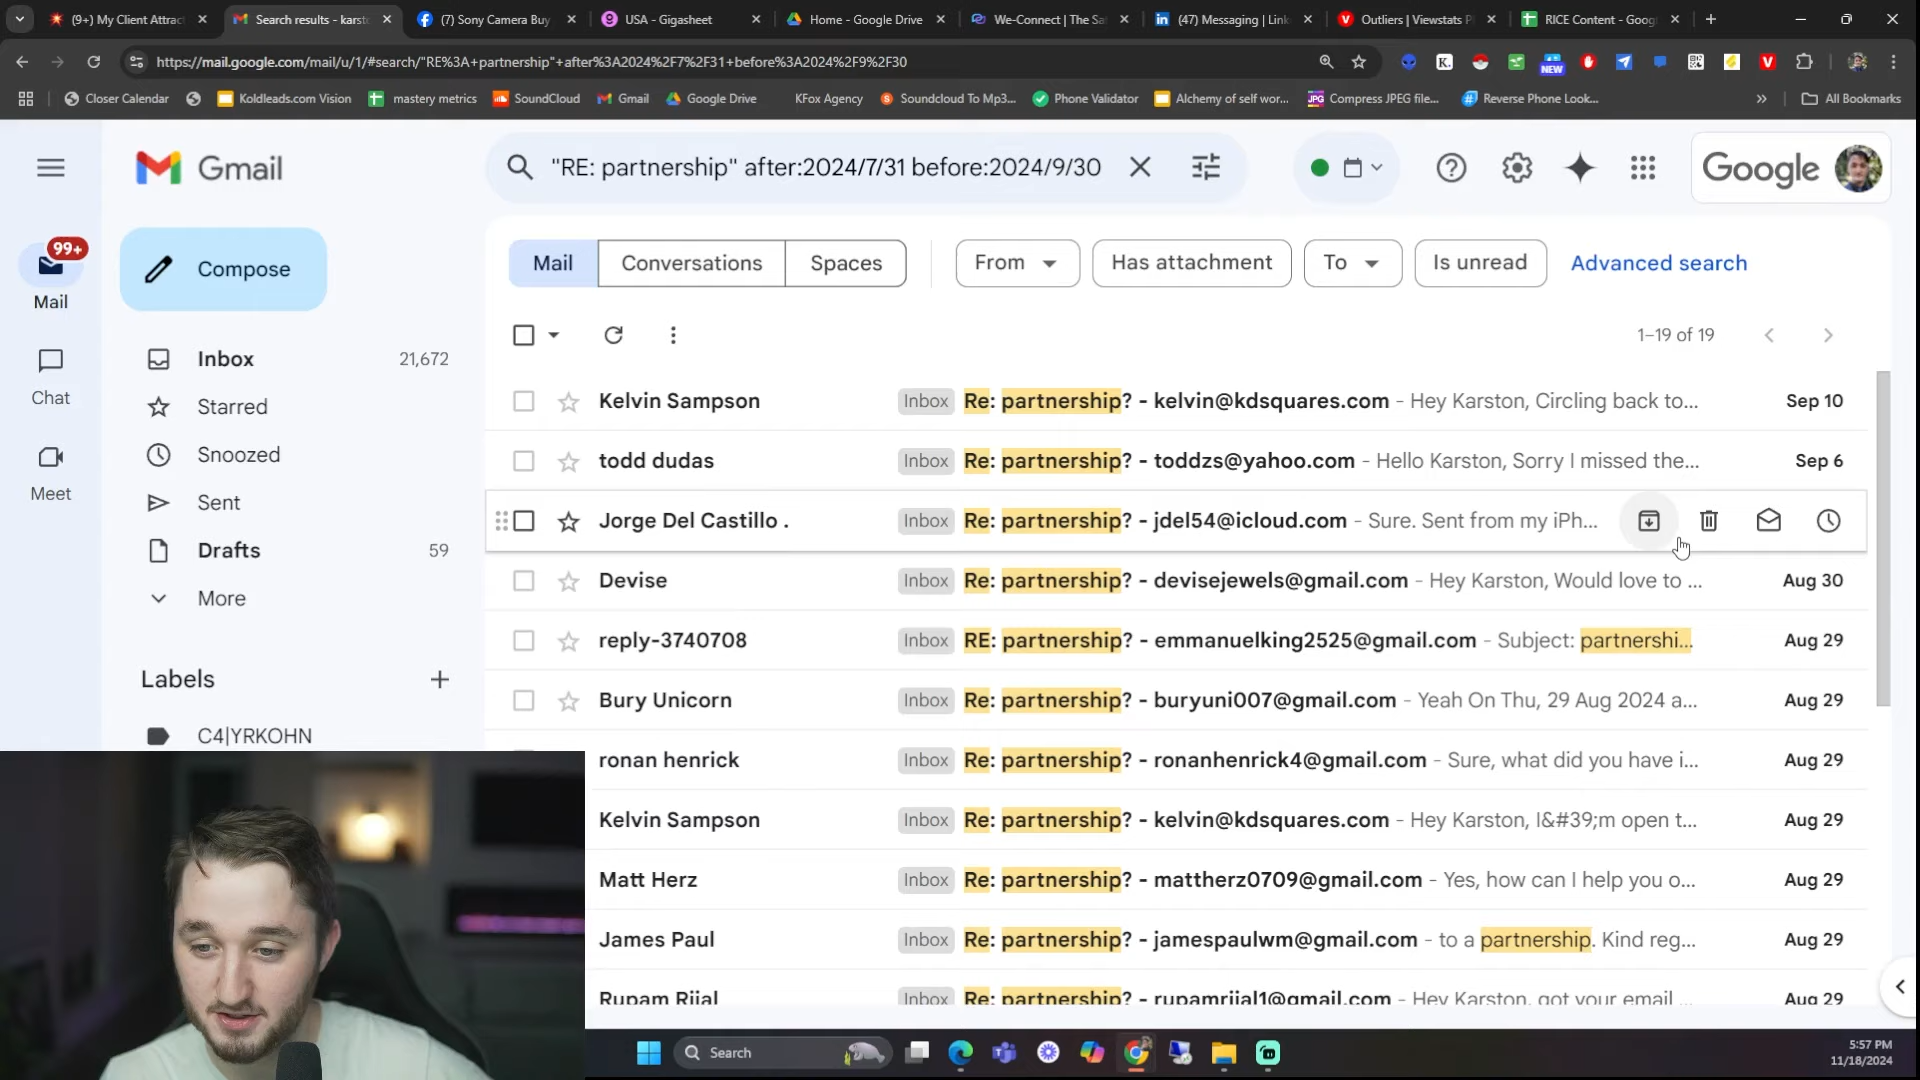 (9+) My Client Attrac
Search results - karst
(7) Sony Camera Buy
USA - Gigasheet
Home - Google Drive
We-Connect | The Sa
(47) Messaging | Link
Outliers | Viewstats P
RICE Content - Goog
https://mail.google.com/mail/u/1/#search/"RE%3A+partnership"+after%3A2024%2F7%2F31+before%3A2024%2F9%2F30
K.
NEW
V
Closer Calendar
Koldleads.com Vision
mastery metrics
SoundCloud
Gmail
Google Drive
KFox Agency
Soundcloud To Mp3...
Phone Validator
Alchemy of self wor...
JPG
Compress JPEG file...
Reverse Phone Look...
All Bookmarks
Gmail
"RE: partnership" after:2024/7/31 before:2024/9/30
Google
99+
Mail
Chat
Meet
Compose
Inbox 21,672
Starred
Snoozed
Sent
Drafts 59
More
Labels
C4|YRKOHN
Mail
Conversations
Spaces
From
Has attachment
To
Is unread
Advanced search
1–19 of 19
Kelvin Sampson Inbox Re: partnership? - kelvin@kdsquares.com - Hey Karston, Circling back to... Sep 10
todd dudas Inbox Re: partnership? - toddzs@yahoo.com - Hello Karston, Sorry I missed the... Sep 6
Jorge Del Castillo . Inbox Re: partnership? - jdel54@icloud.com - Sure. Sent from my iPh...
Devise Inbox Re: partnership? - devisejewels@gmail.com - Hey Karston, Would love to ... Aug 30
reply-3740708 Inbox RE: partnership? - emmanuelking2525@gmail.com - Subject: partnershi... Aug 29
Bury Unicorn Inbox Re: partnership? - buryuni007@gmail.com - Yeah On Thu, 29 Aug 2024 a... Aug 29
ronan henrick Inbox Re: partnership? - ronanhenrick4@gmail.com - Sure, what did you have i... Aug 29
Kelvin Sampson Inbox Re: partnership? - kelvin@kdsquares.com - Hey Karston, I&#39;m open t... Aug 29
Matt Herz Inbox Re: partnership? - mattherz0709@gmail.com - Yes, how can I help you o... Aug 29
James Paul Inbox Re: partnership? - jamespaulwm@gmail.com - to a partnership. Kind reg... Aug 29
Rupam Rijal Inbox Re: partnership? - rupamrijal1@gmail.com - Hey Karston, got your email ... Aug 29
Search
5:57 PM
11/18/2024